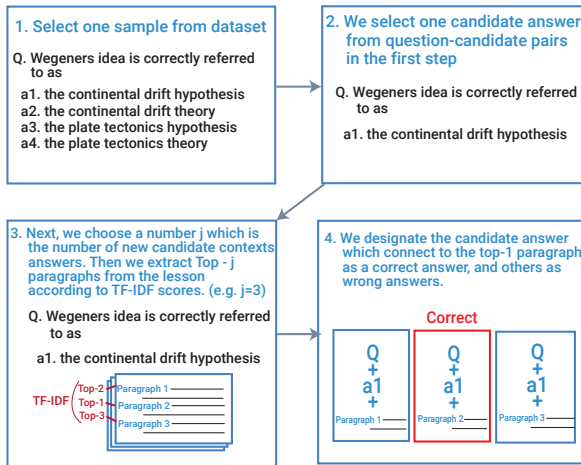 1. Select one sample from dataset
Q. Wegeners idea is correctly referred
to as
a1. the continental drift hypothesis
a2. the continental drift theory
a3. the plate tectonics hypothesis
a4. the plate tectonics theory
2. We select one candidate answer
from question-candidate pairs
in the first step
Q. Wegeners idea is correctly referred
to as
a1. the continental drift hypothesis
3. Next, we choose a number j which is
the number of new candidate contexts
answers. Then we extract Top - j
paragraphs from the lesson
according to TF-IDF scores. (e.g. j=3)
Q. Wegeners idea is correctly referred
to as
a1. the continental drift hypothesis
TF-IDF
Top-2 Paragraph 1
Top-1 Paragraph 2
Top-3 Paragraph 3
4. We designate the candidate answer
which connect to the top-1 paragraph
as a correct answer, and others as
wrong answers.
Correct
Q
+
a1
+
Paragraph 1
Q
+
a1
+
Paragraph 2
Q
+
a1
+
Paragraph 3